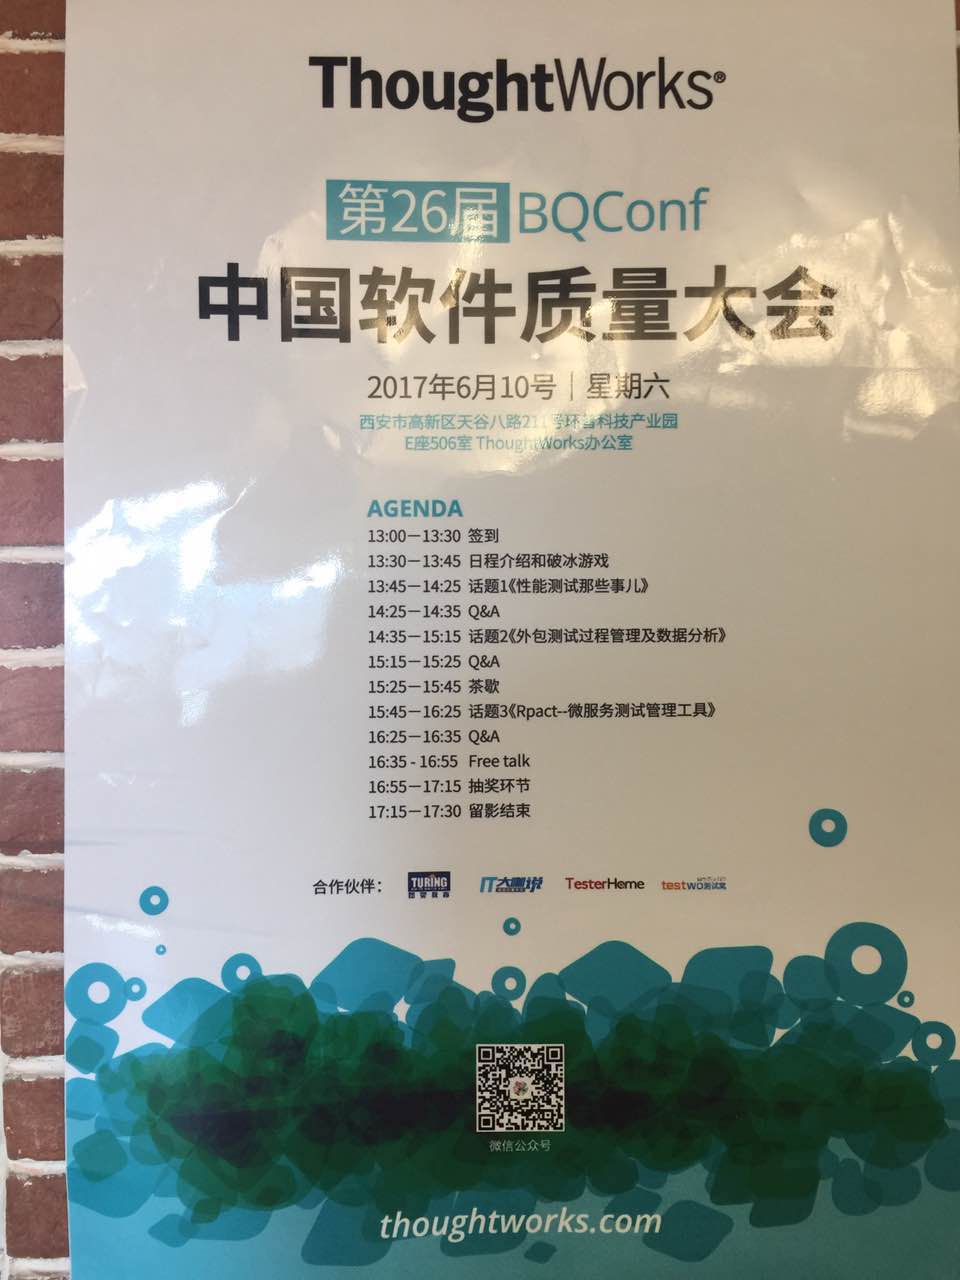 ThoughtWorks®
第26届 BQConf
中国软件质量大会
2017年6月10号｜星期六
西安市高新区天谷八路211号环普科技产业园
E座506室 ThoughtWorks办公室
AGENDA
13:00－13:30 签到
13:30－13:45 日程介绍和破冰游戏
13:45－14:25 话题1《性能测试那些事儿》
14:25－14:35 Q&A
14:35－15:15 话题2《外包测试过程管理及数据分析》
15:15－15:25 Q&A
15:25－15:45 茶歇
15:45－16:25 话题3《Rpact--微服务测试管理工具》
16:25－16:35 Q&A
16:35 - 16:55 Free talk
16:55－17:15 抽奖环节
17:15－17:30 留影结束
合作伙伴： TURING 图灵教育 IT大咖说 TesterHome testwo测试窝
微信公众号
thoughtworks.com